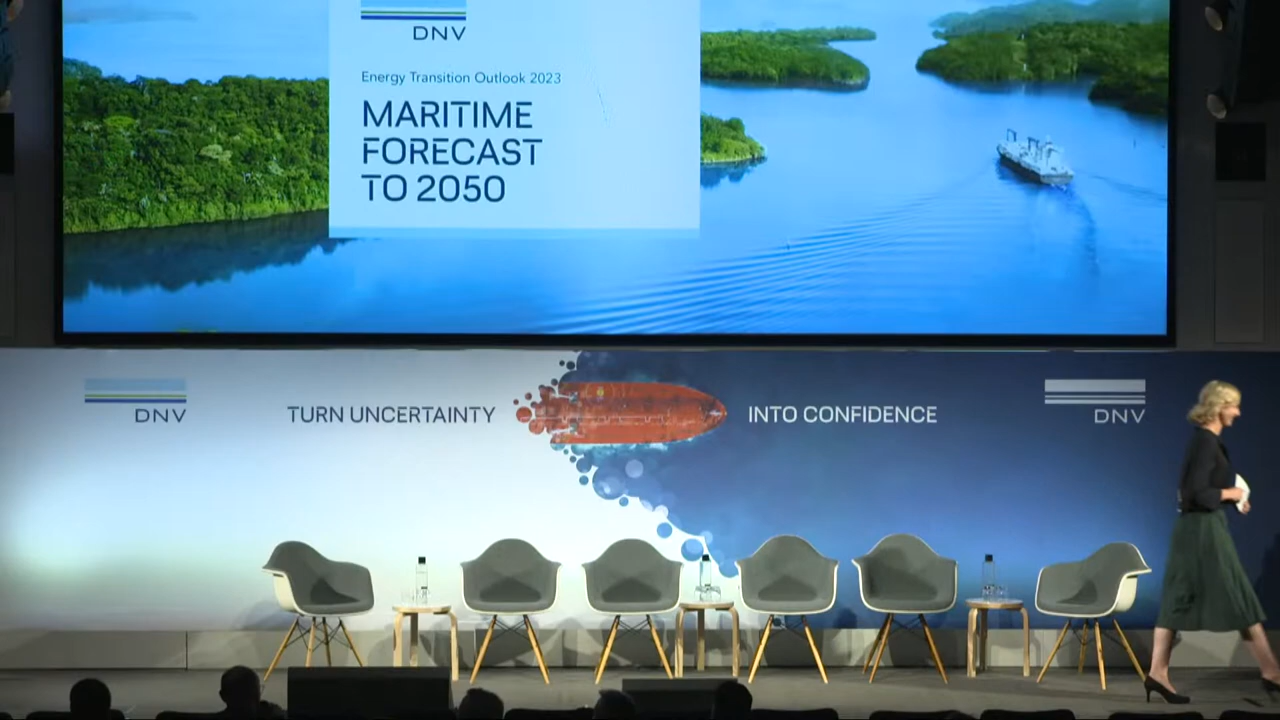 DNV
Energy Transition Outlook 2023
MARITIME
FORECAST
TO 2050
DNV
TURN UNCERTAINTY
INTO CONFIDENCE
DNV